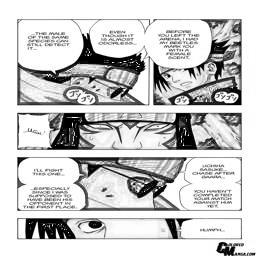 BEFORE
YOU LEFT
THE
ARENA, I
HAD MY
BEETLES
MARK YOU
WITH A
FEMALE
SCENT.
EVEN
THOUGH IT
IS ALMOST
ODORLESS...
...THE MALE
OF THE SAME
SPECIES CAN
STILL DETECT
IT...
UCHIHA
SASUKE,
CHASE AFTER
GAARA.
YOU HAVEN'T
COMPLETED
YOUR MATCH
AGAINST HIM
YET.
I'LL FIGHT
THIS ONE...
...ESPECIALLY
SINCE I WAS
SUPPOSED TO
HAVE BEEN HIS
OPPONENT IN
THE FIRST PLACE.
HUMPH...
COLORED
MANGA.COM